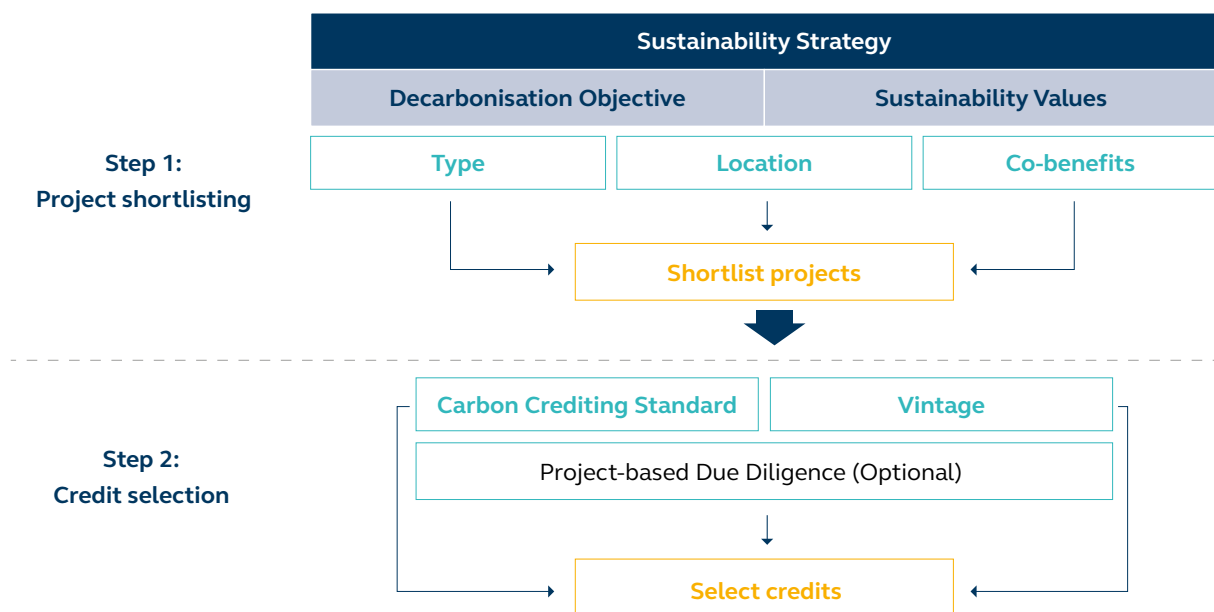 Sustainability Strategy
Decarbonisation Objective
Sustainability Values
Step 1:
Project shortlisting
Type
Location
Co-benefits
Shortlist projects
Step 2:
Credit selection
Carbon Crediting Standard
Vintage
Project-based Due Diligence (Optional)
Select credits